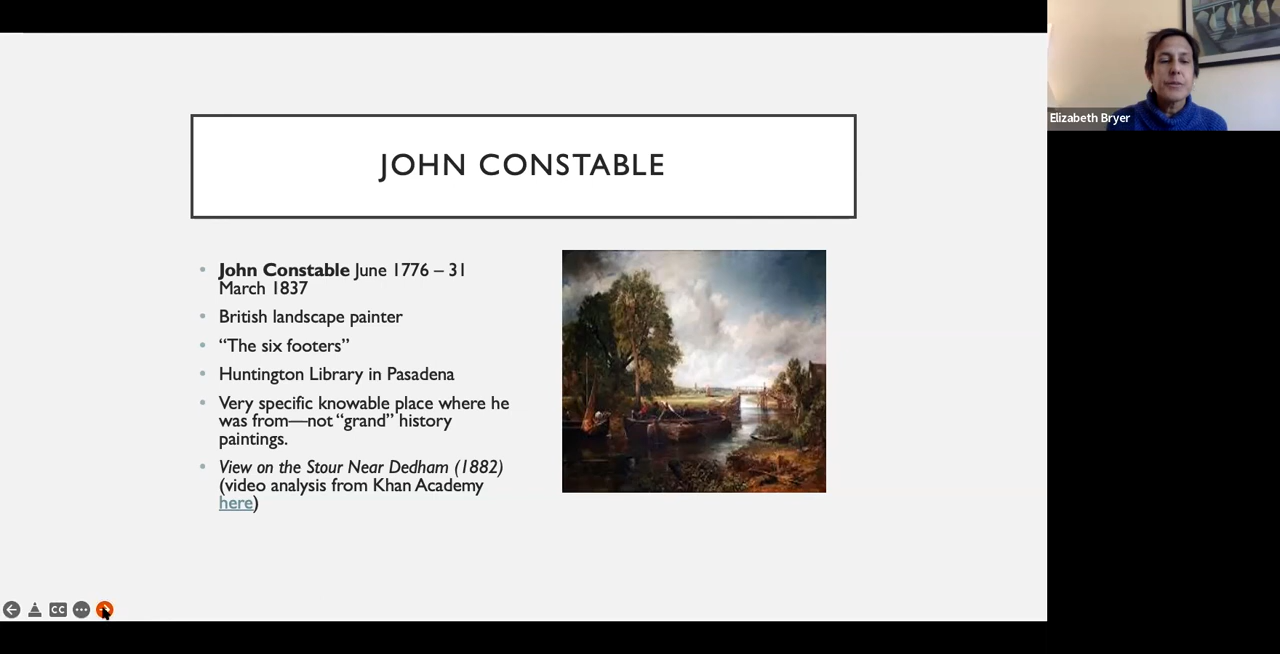 JOHN CONSTABLE
John Constable June 1776 – 31
March 1837
British landscape painter
“The six footers”
Huntington Library in Pasadena
Very specific knowable place where he
was from—not “grand” history
paintings.
View on the Stour Near Dedham (1882)
(video analysis from Khan Academy
here)
Elizabeth Bryer
CC